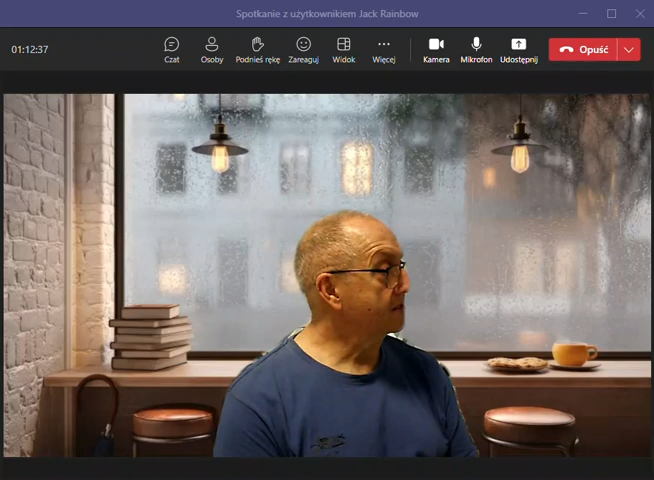 Spotkanie z użytkownikiem Jack Rainbow
01:12:37
Czat
Osoby
Podnieś rękę
Zareaguj
Widok
Więcej
Kamera
Mikrofon
Udostępnij
Opuść